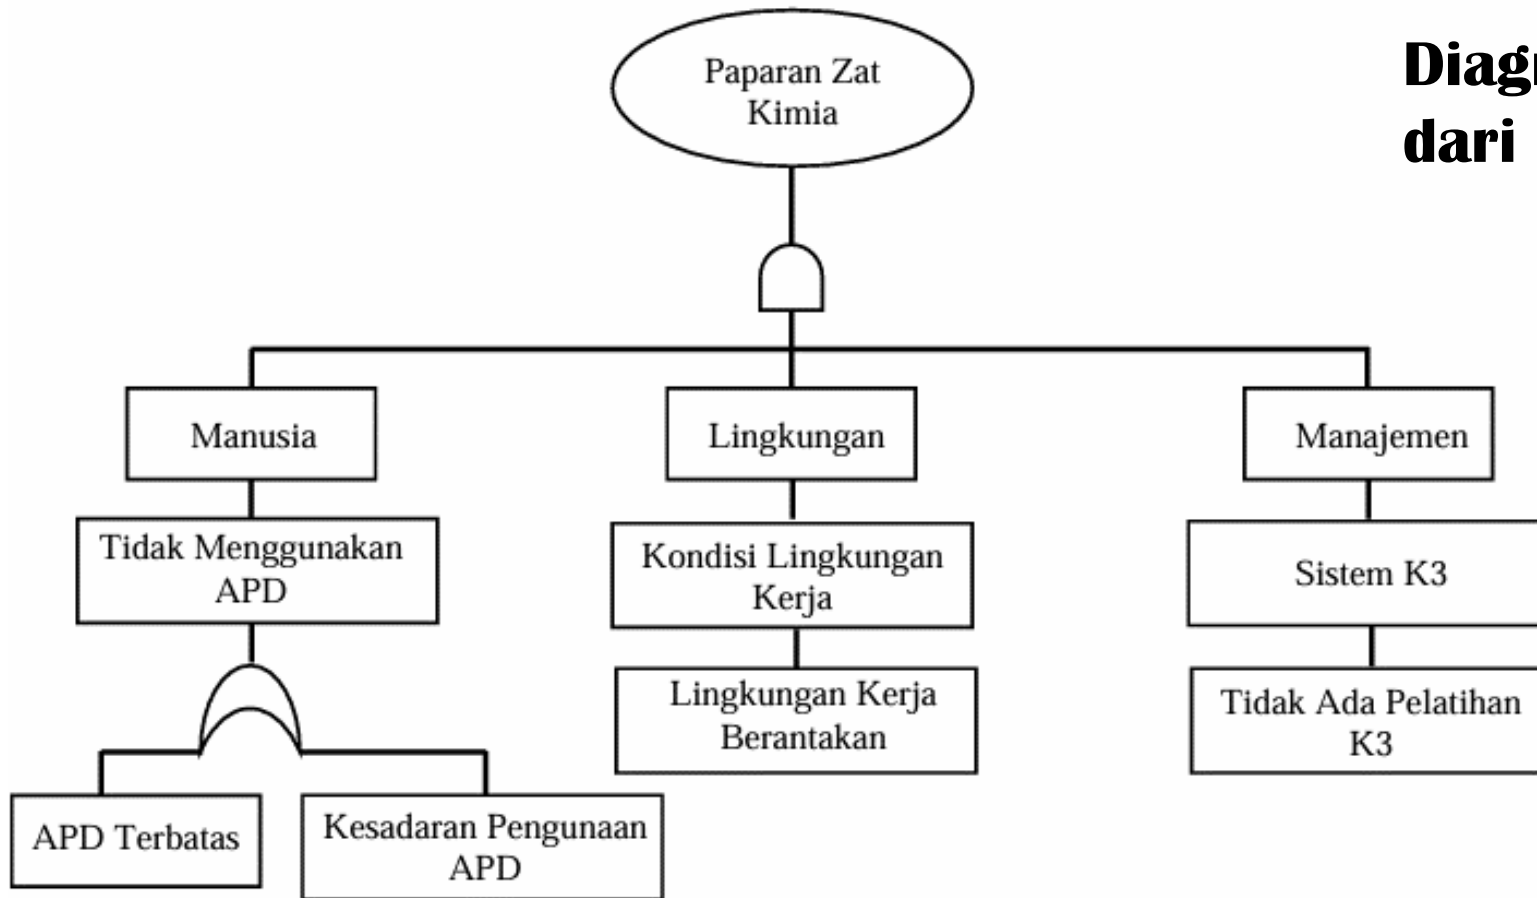 Paparan Zat
Kimia
dari
Manusia
Lingkungan
Manajemen
Tidak Menggunakan
APD
Kondisi Lingkungan
Kerja
Sistem K3
Lingkungan Kerja
Berantakan
Tidak Ada Pelatihan
K3
APD Terbatas
Kesadaran Pengunaan
APD